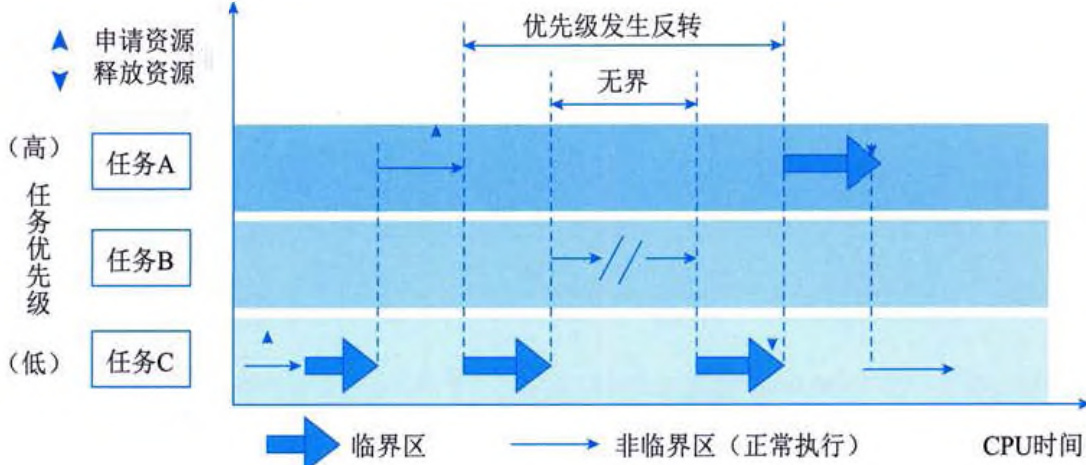 申请资源
释放资源
优先级发生反转
无界
（高）
任务A
任务优先级
任务B
（低）
任务C
临界区
非临界区（正常执行）
CPU时间